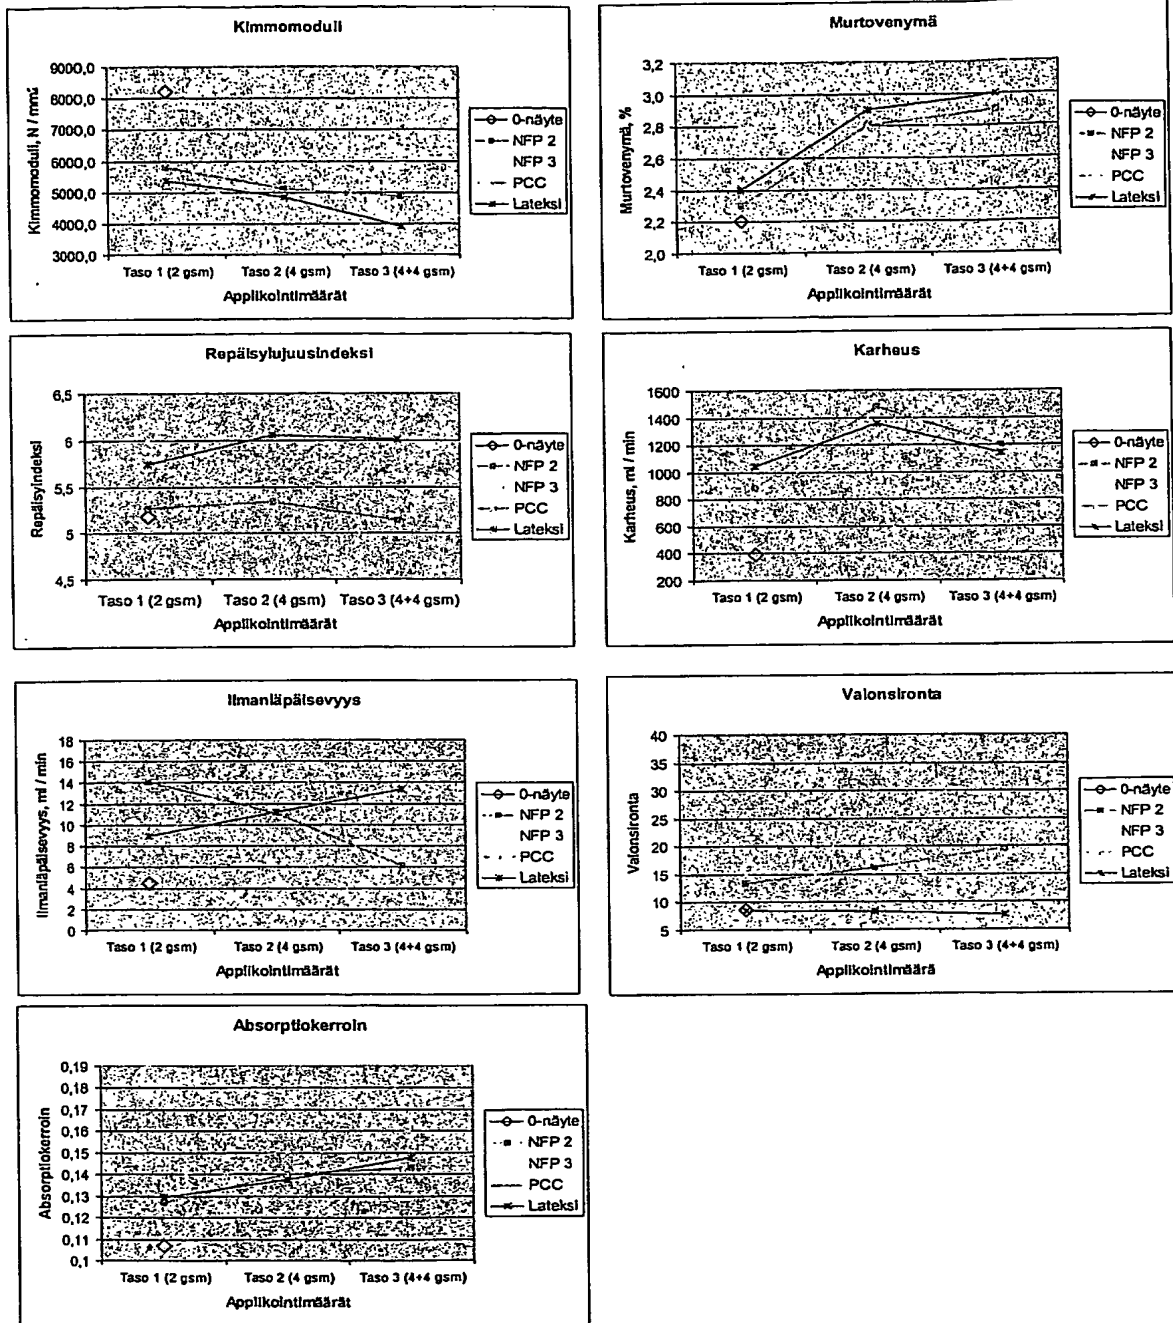 Kimmomoduli
Kimmomoduli, N / mm²
9000,0
8000,0
7000,0
6000,0
5000,0
4000,0
3000,0
Taso 1 (2 gsm) Taso 2 (4 gsm) Taso 3 (4+4 gsm)
Applikointimäärät
0-näyte
NFP 2
NFP 3
PCC
Lateksi
Murtovenymä
Murtovenymä, %
3,2
3,0
2,8
2,6
2,4
2,2
2,0
Taso 1 (2 gsm) Taso 2 (4 gsm) Taso 3 (4+4 gsm)
Applikointimäärät
0-näyte
NFP 2
NFP 3
PCC
Lateksi
Repäisylujuusindeksi
Repäisyindeksi
6,5
6
5,5
5
4,5
Taso 1 (2 gsm) Taso 2 (4 gsm) Taso 3 (4+4 gsm)
Applikointimäärät
0-näyte
NFP 2
NFP 3
PCC
Lateksi
Karheus
Karheus, ml / min
1600
1400
1200
1000
800
600
400
200
Taso 1 (2 gsm) Taso 2 (4 gsm) Taso 3 (4+4 gsm)
Applikointimäärät
0-näyte
NFP 2
NFP 3
PCC
Lateksi
Ilmanläpäisevyys
Ilmanläpäisevyys, ml / min
18
16
14
12
10
8
6
4
2
0
Taso 1 (2 gsm) Taso 2 (4 gsm) Taso 3 (4+4 gsm)
Applikointimäärät
0-näyte
NFP 2
NFP 3
PCC
Lateksi
Valonsironta
Valonsironta
40
35
30
25
20
15
10
5
Taso 1 (2 gsm) Taso 2 (4 gsm) Taso 3 (4+4 gsm)
Applikointimäärä
0-näyte
NFP 2
NFP 3
PCC
Lateksi
Absorptiokerroin
Absorptiokerroin
0,19
0,18
0,17
0,16
0,15
0,14
0,13
0,12
0,11
0,1
Taso 1 (2 gsm) Taso 2 (4 gsm) Taso 3 (4+4 gsm)
Applikointimäärät
0-näyte
NFP 2
NFP 3
PCC
Lateksi